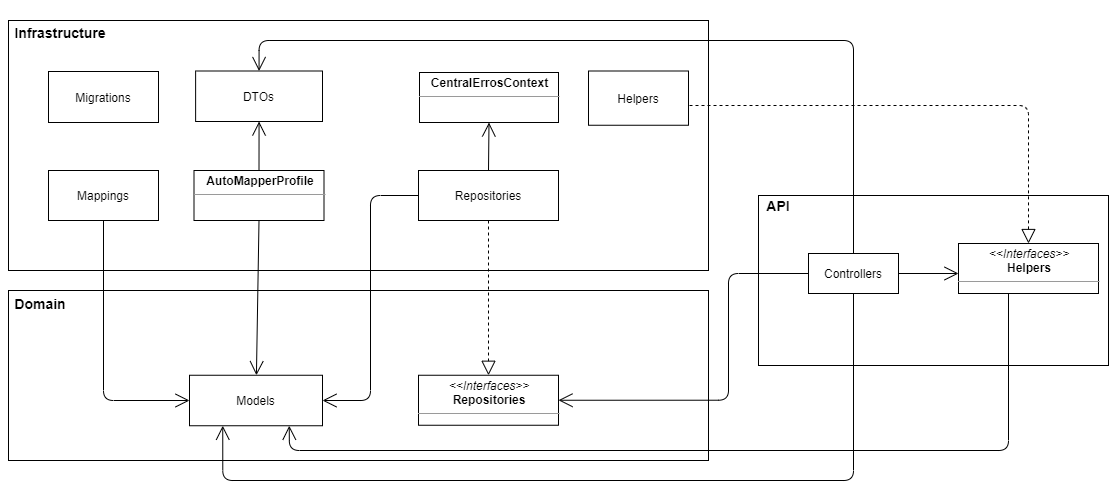 Infrastructure
Migrations
DTOs
CentralErrosContext
Helpers
Mappings
AutoMapperProfile
Repositories
API
Controllers
<<Interfaces>>
Helpers
Domain
Models
<<Interfaces>>
Repositories